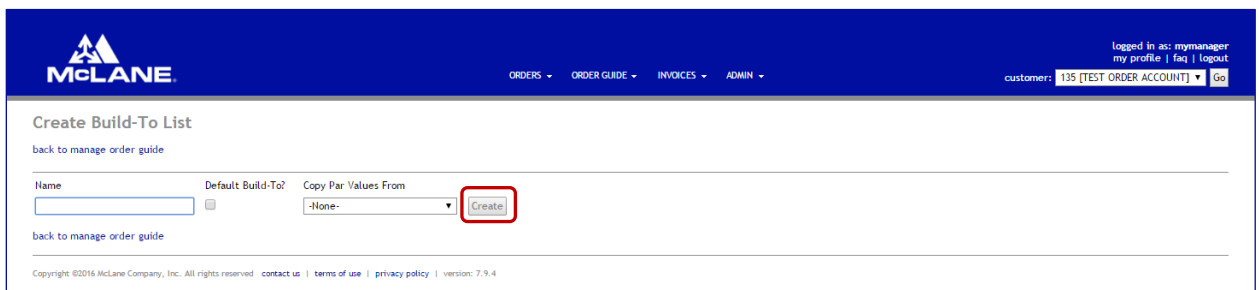 McLANE.
logged in as: mymanager
my profile | faq | logout
ORDERS ORDER GUIDE INVOICES ADMIN
customer: 135 [TEST ORDER ACCOUNT] Go
Create Build-To List
back to manage order guide
Name Default Build-To? Copy Par Values From
-None- Create
back to manage order guide
Copyright ©2016 McLane Company, Inc. All rights reserved contact us | terms of use | privacy policy | version: 7.9.4